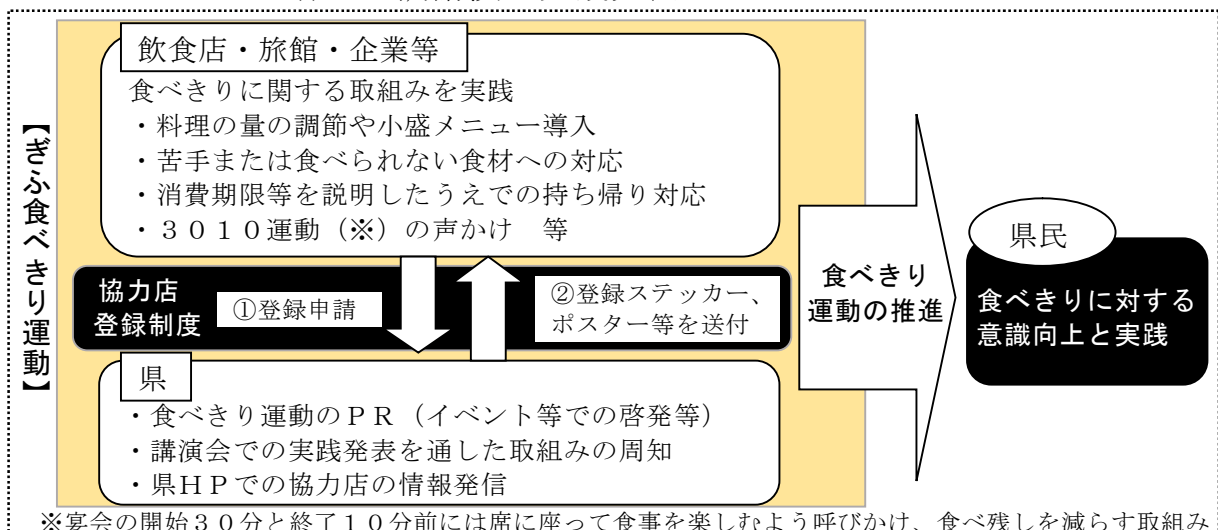 【ぎふ食べきり運動】
飲食店・旅館・企業等
食べきりに関する取組みを実践
・料理の量の調節や小盛メニュー導入
・苦手または食べられない食材への対応
・消費期限等を説明したうえでの持ち帰り対応
・３０１０運動（※）の声かけ　等
協力店
登録制度
①登録申請
②登録ステッカー、
ポスター等を送付
県
・食べきり運動のＰＲ（イベント等での啓発等）
・講演会での実践発表を通した取組みの周知
・県ＨＰでの協力店の情報発信
食べきり
運動の推進
県民
食べきりに対する
意識向上と実践
※宴会の開始３０分と終了１０分前には席に座って食事を楽しむよう呼びかけ、食べ残しを減らす取組み